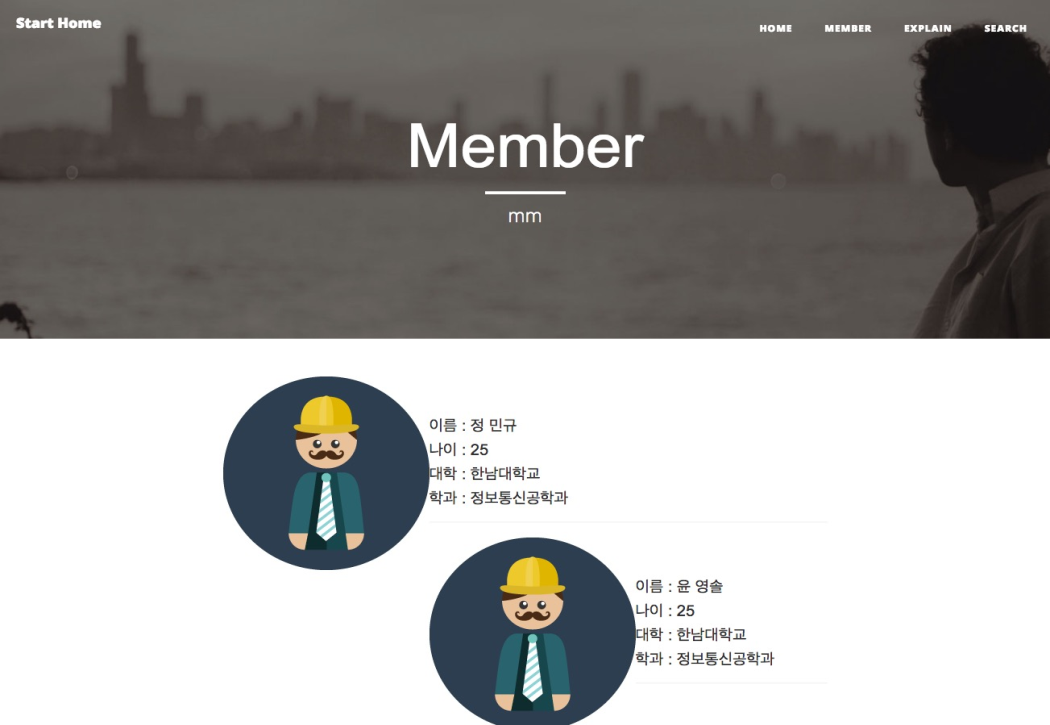 Start Home
HOME MEMBER EXPLAIN SEARCH
Member
mm
이름 : 정 민규
나이 : 25
대학 : 한남대학교
학과 : 정보통신공학과
이름 : 윤 영솔
나이 : 25
대학 : 한남대학교
학과 : 정보통신공학과